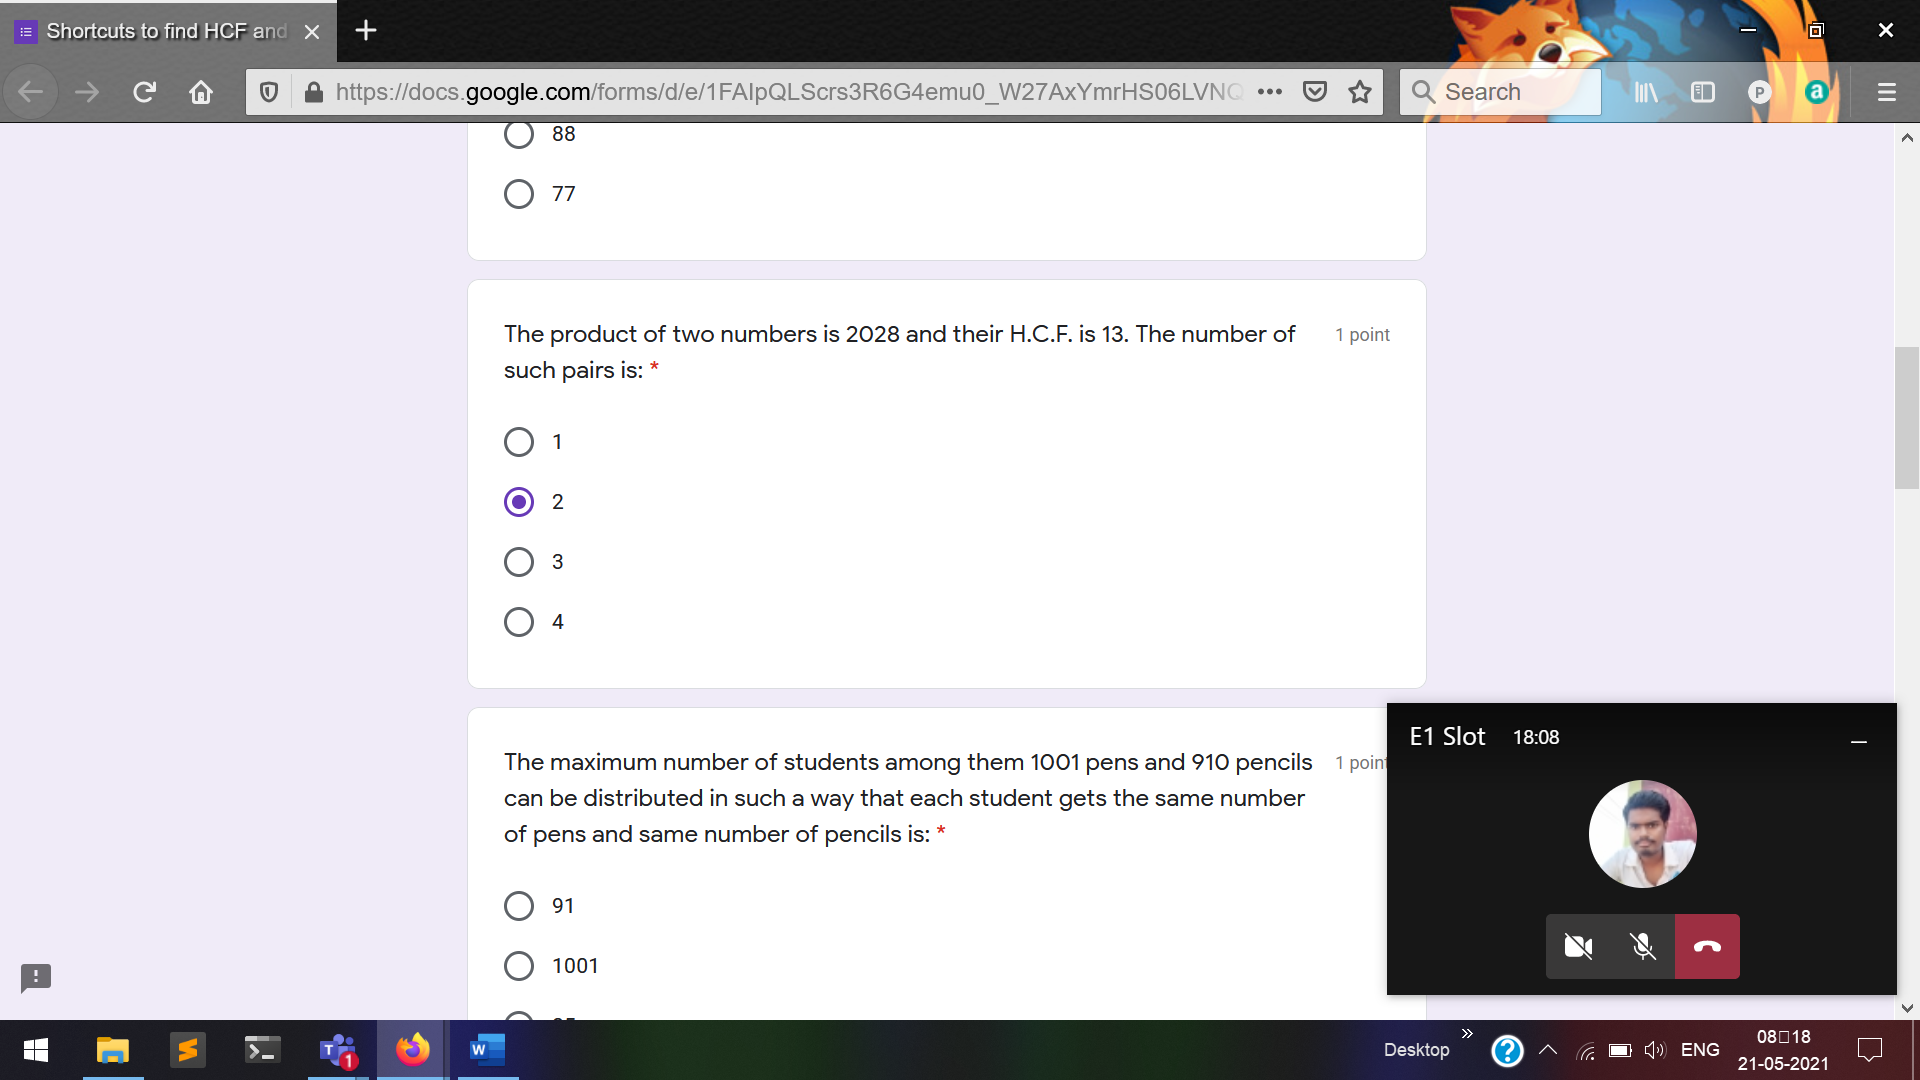 Shortcuts to find HCF and
https://docs.google.com/forms/d/e/1FAIpQLScrs3R6G4emu0_W27AxYmrHS06LVNQ
Search
88
77
The product of two numbers is 2028 and their H.C.F. is 13. The number of
such pairs is: *
1 point
1
2
3
4
The maximum number of students among them 1001 pens and 910 pencils
can be distributed in such a way that each student gets the same number
of pens and same number of pencils is: *
1 point
91
1001
E1 Slot 18:08
Desktop
ENG
08 18
21-05-2021